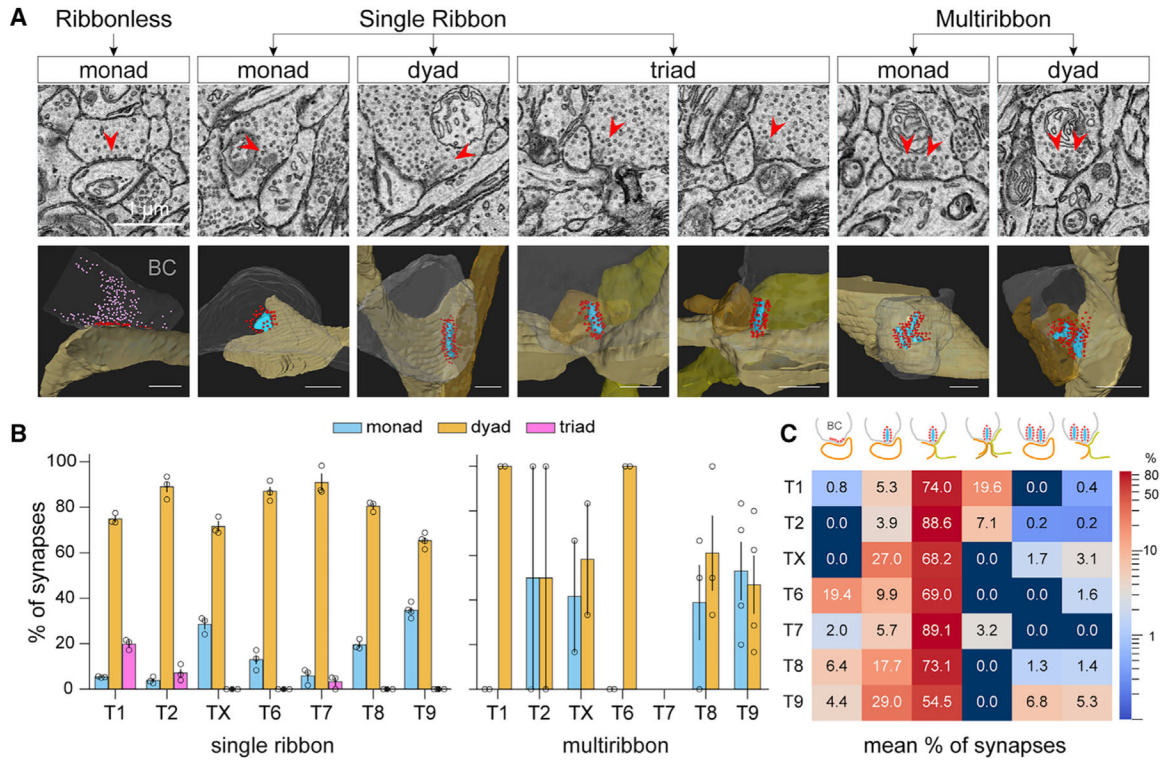 A
Ribbonless
Single Ribbon
Multiribbon
monad
monad
dyad
triad
monad
dyad
1 µm
BC
B
monad
dyad
triad
% of synapses
100
80
60
40
20
0
T1 T2 TX T6 T7 T8 T9
single ribbon
T1 T2 TX T6 T7 T8 T9
multiribbon
C
BC
%
T1 0.8 5.3 74.0 19.6 0.0 0.4
T2 0.0 3.9 88.6 7.1 0.2 0.2
TX 0.0 27.0 68.2 0.0 1.7 3.1
T6 19.4 9.9 69.0 0.0 0.0 1.6
T7 2.0 5.7 89.1 3.2 0.0 0.0
T8 6.4 17.7 73.1 0.0 1.3 1.4
T9 4.4 29.0 54.5 0.0 6.8 5.3
80
50
10
1
mean % of synapses